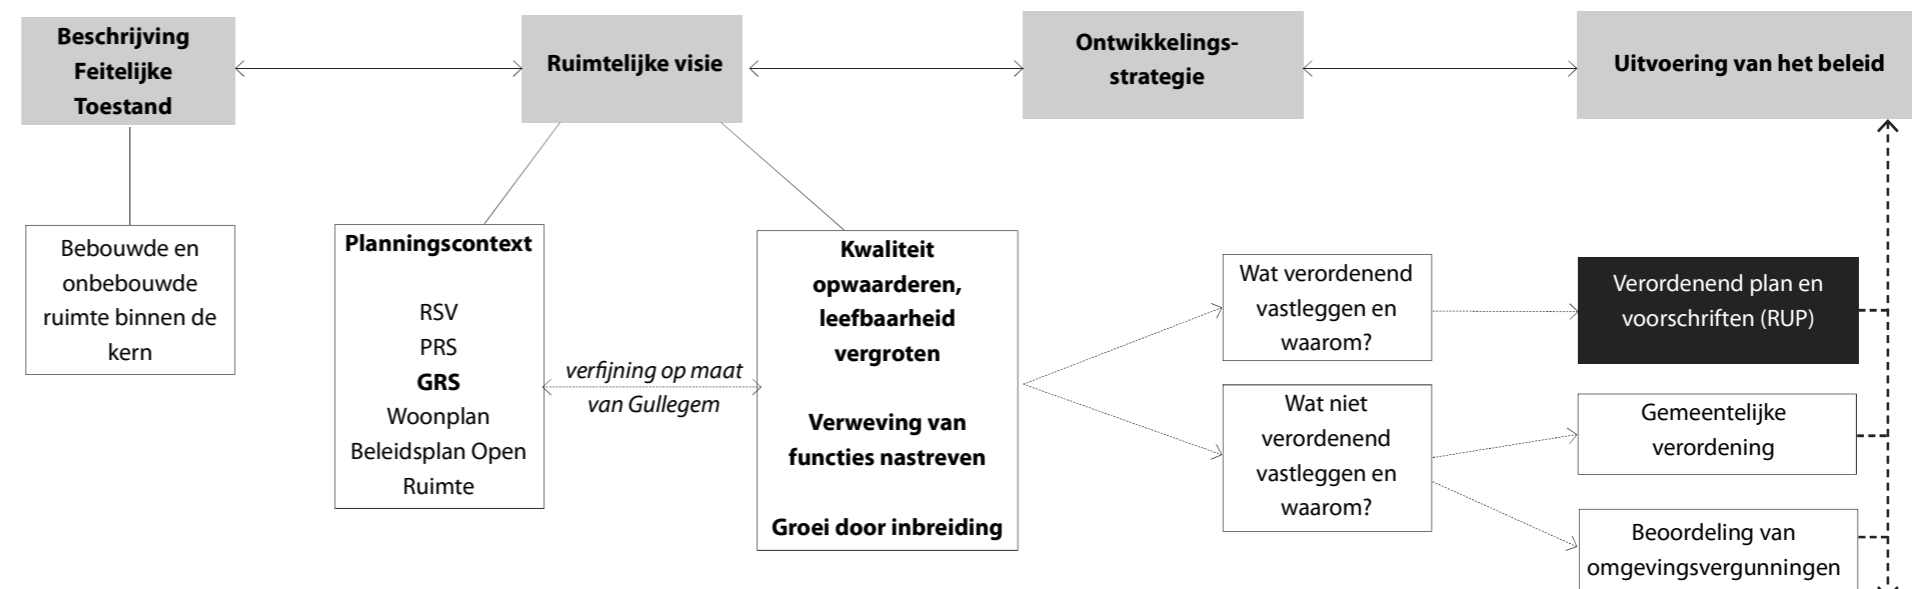 Beschrijving
Feitelijke
Toestand
Ruimtelijke visie
Ontwikkelings-
strategie
Uitvoering van het beleid
Bebouwde en
onbebouwde
ruimte binnen de
kern
Planningscontext
RSV
PRS
GRS
Woonplan
Beleidsplan Open
Ruimte
verfijning op maat
van Gullegem
Kwaliteit
opwaarderen,
leefbaarheid
vergroten
Verweving van
functies nastreven
Groei door inbreiding
Wat verordenend
vastleggen en
waarom?
Wat niet
verordenend
vastleggen en
waarom?
Verordenend plan en
voorschriften (RUP)
Gemeentelijke
verordening
Beoordeling van
omgevingsvergunningen